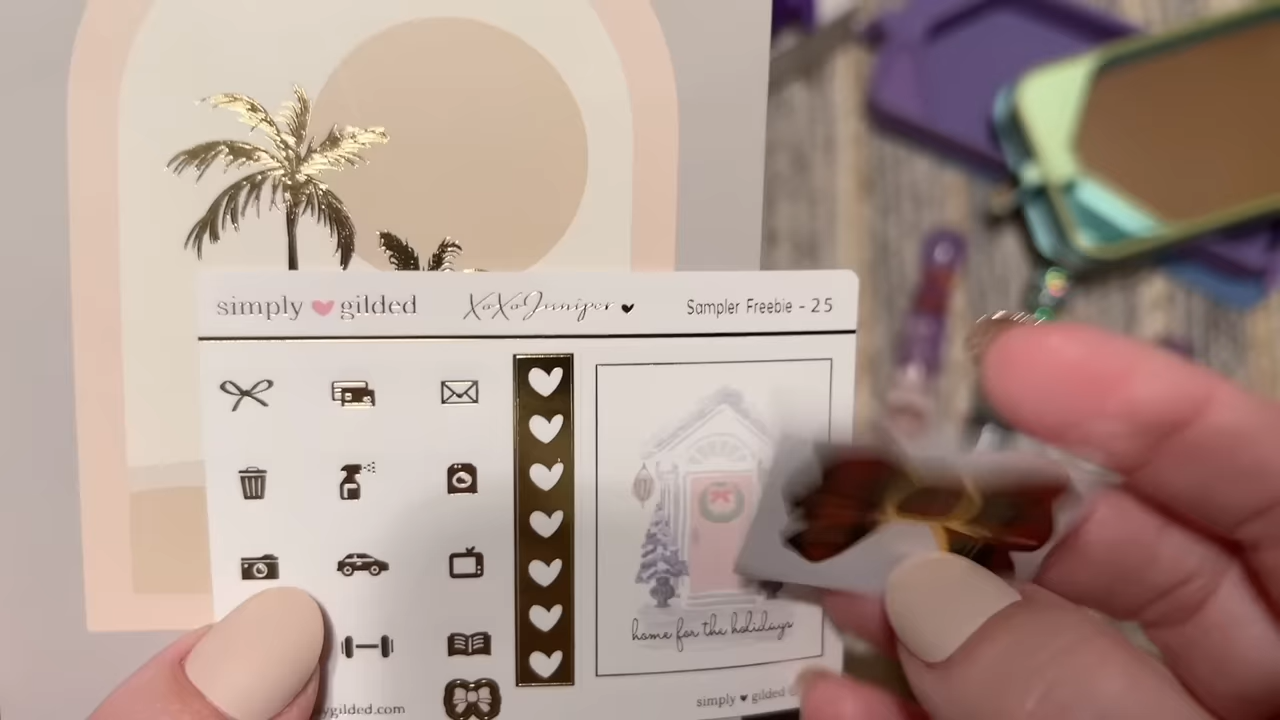 simply gilded
XoXoJuniper
Sampler Freebie - 25
home for the holidays
ygilded.com
simply gilded